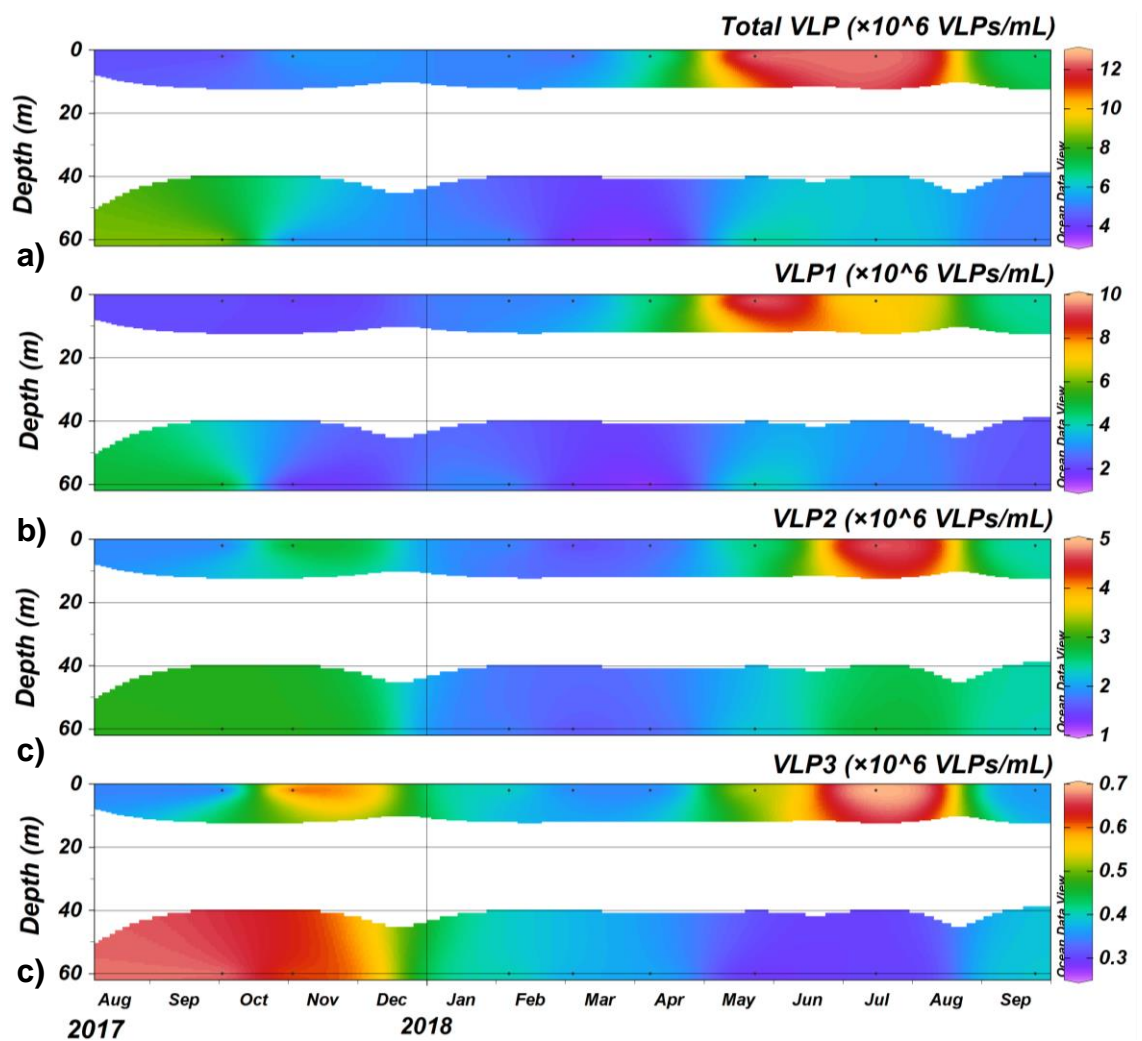 Total VLP (×10^6 VLPs/mL)
0
20
40
60
Depth (m)
12
10
8
6
4
Ocean Data View
a)
VLP1 (×10^6 VLPs/mL)
0
20
40
60
Depth (m)
10
8
6
4
2
Ocean Data View
b)
VLP2 (×10^6 VLPs/mL)
0
20
40
60
Depth (m)
5
4
3
2
1
Ocean Data View
c)
VLP3 (×10^6 VLPs/mL)
0
20
40
60
Depth (m)
0.7
0.6
0.5
0.4
0.3
Ocean Data View
c)
Aug Sep Oct Nov Dec Jan Feb Mar Apr May Jun Jul Aug Sep
2017 2018